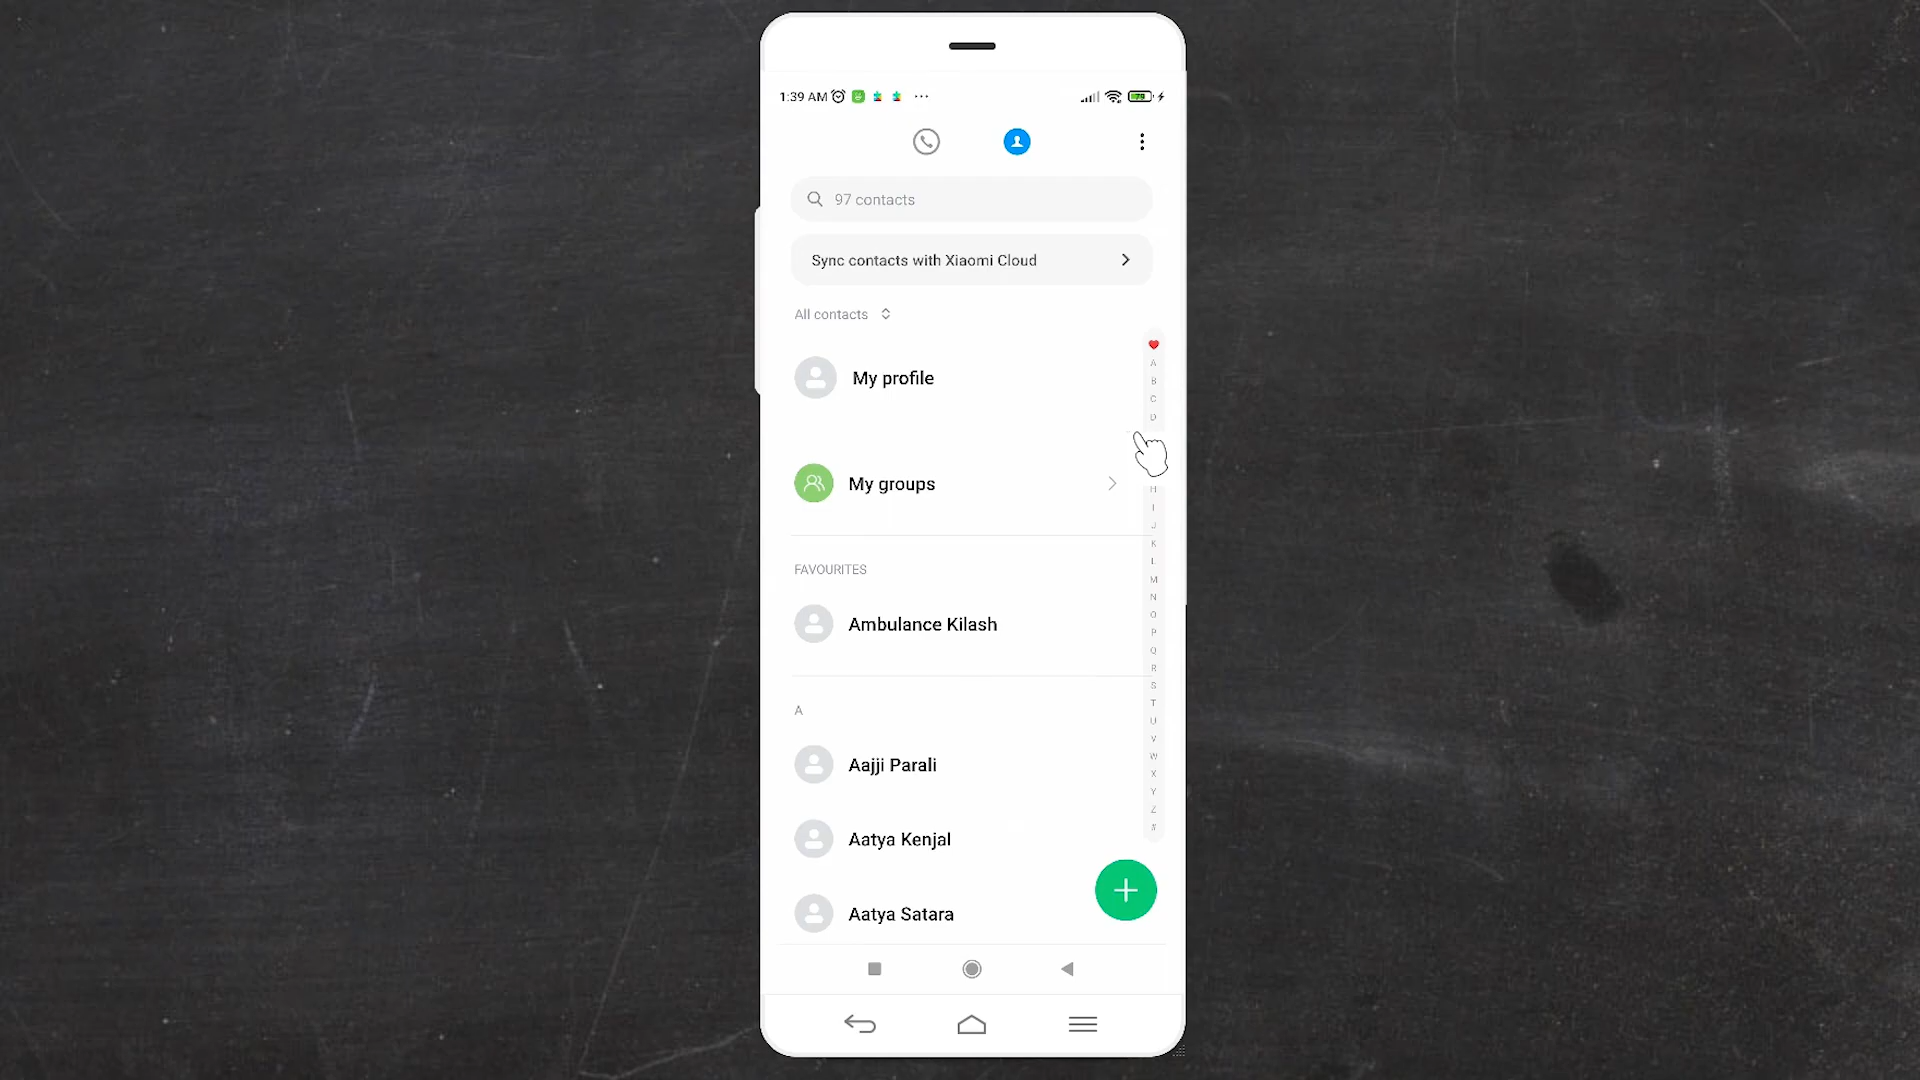 1:39 AM
79
97 contacts
Sync contacts with Xiaomi Cloud
All contacts
My profile
A
B
C
D
My groups
H
I
J
K
L
M
N
O
P
Q
R
S
T
U
V
W
X
Y
Z
#
FAVOURITES
Ambulance Kilash
A
Aajji Parali
Aatya Kenjal
Aatya Satara